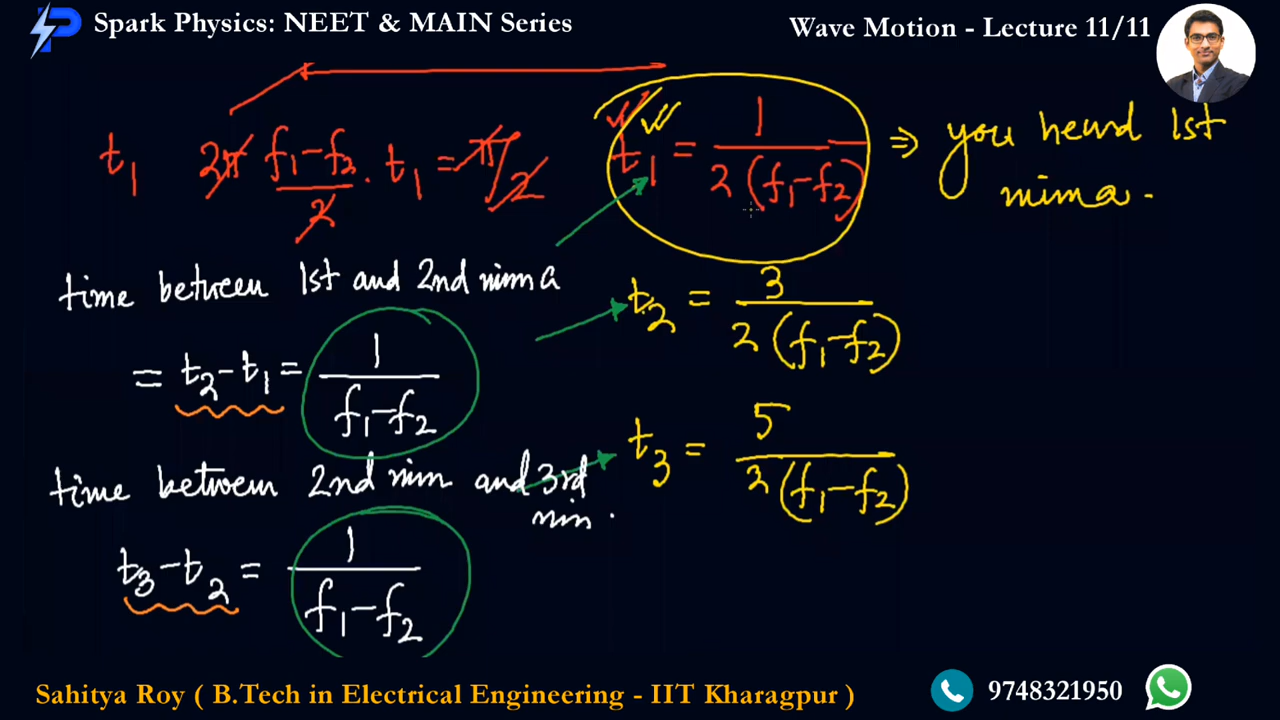 Spark Physics: NEET & MAIN Series
Wave Motion - Lecture 11/11
t₁ 2π (f₁-f₂)/2 . t₁ = π/2
t₁ = 1/(2(f₁-f₂)) ⇒ you heard 1st
minima.
time between 1st and 2nd minima
t₂ = 3/(2(f₁-f₂))
= t₂-t₁ = 1/(f₁-f₂)
t₃ = 5/(2(f₁-f₂))
time between 2nd min and 3rd
min.
t₃-t₂ = 1/(f₁-f₂)
Sahitya Roy ( B.Tech in Electrical Engineering - IIT Kharagpur )
9748321950